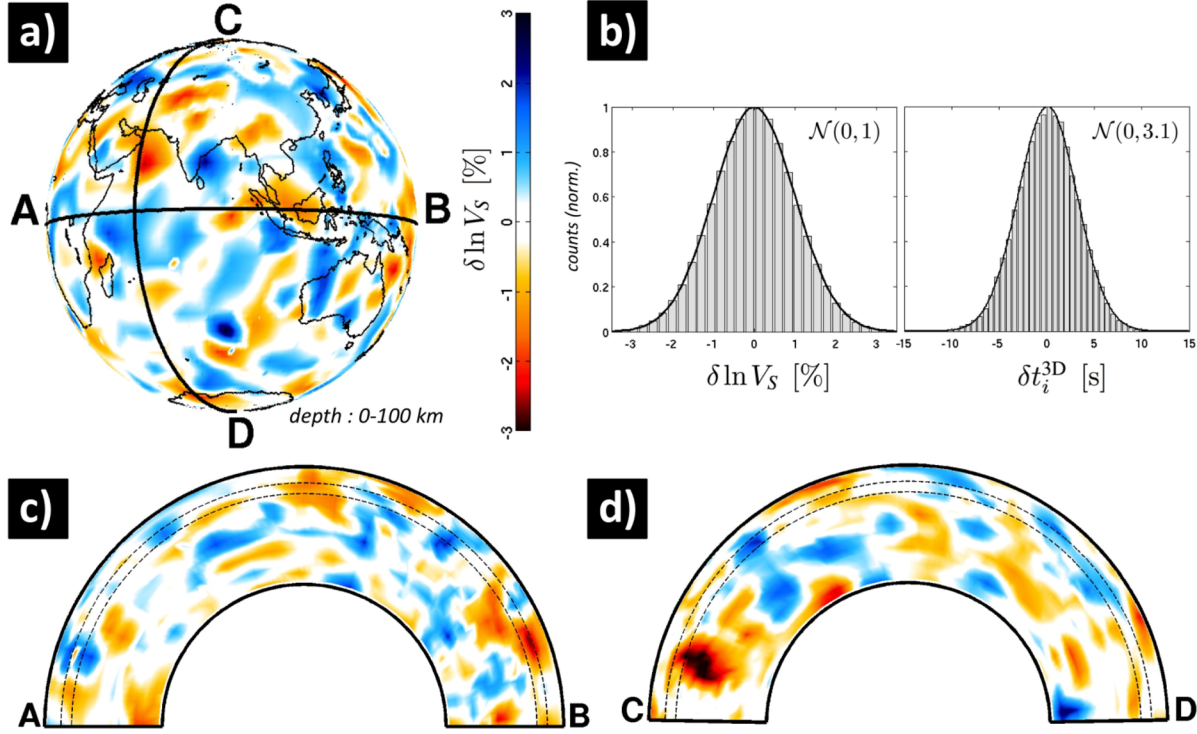 a)
C
A
B
D
depth : 0-100 km
3
2
1
0
-1
-2
-3
δ ln V_S [%]
b)
counts (norm.)
1
0.8
0.6
0.4
0.2
0
N(0, 1)
-3 -2 -1 0 1 2 3
δ ln V_S [%]
N(0, 3.1)
-15 -10 -5 0 5 10 15
δt_i^3D [s]
c)
A
B
d)
C
D